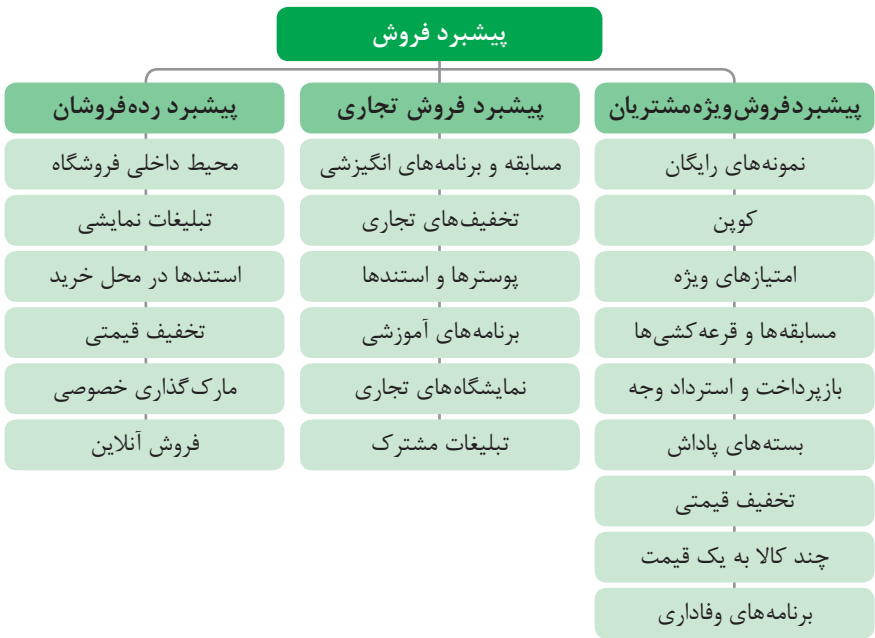 پیشبرد فروش
پیشبردفروش‌ویژه‌مشتریان
نمونه‌های رایگان
کوپن
امتیازهای ویژه
مسابقه‌ها و قرعه‌کشی‌ها
بازپرداخت و استرداد وجه
بسته‌های پاداش
تخفیف قیمتی
چند کالا به یک قیمت
برنامه‌های وفاداری
پیشبرد فروش تجاری
مسابقه و برنامه‌های انگیزشی
تخفیف‌های تجاری
پوسترها و استندها
برنامه‌های آموزشی
نمایشگاه‌های تجاری
تبلیغات مشترک
پیشبرد رده‌فروشان
محیط داخلی فروشگاه
تبلیغات نمایشی
استندها در محل خرید
تخفیف قیمتی
مارک‌گذاری خصوصی
فروش آنلاین